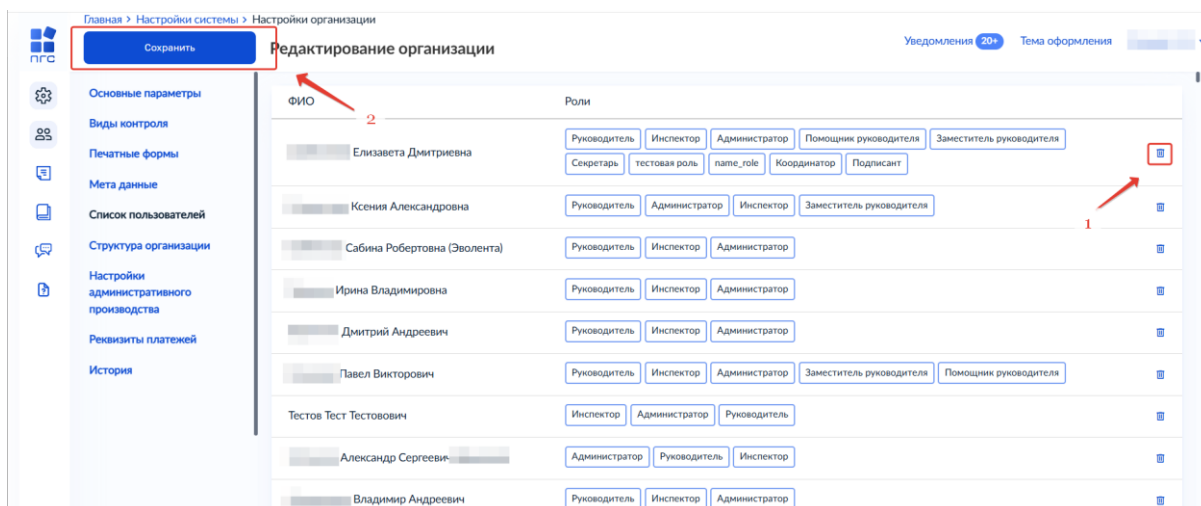 Главная > Настройки системы > Настройки организации
Сохранить
Редактирование организации
Уведомления 20+
Тема оформления
пгс
Основные параметры
Виды контроля
Печатные формы
Мета данные
Список пользователей
Структура организации
Настройки
административного
производства
Реквизиты платежей
История
ФИО
Роли
2
Елизавета Дмитриевна
Руководитель Инспектор Администратор Помощник руководителя Заместитель руководителя
Секретарь тестовая роль name_role Координатор Подписант
1
Ксения Александровна
Руководитель Администратор Инспектор Заместитель руководителя
Сабина Робертовна (Эволента)
Руководитель Инспектор Администратор
Ирина Владимировна
Руководитель Инспектор Администратор
Дмитрий Андреевич
Руководитель Инспектор Администратор
Павел Викторович
Руководитель Инспектор Администратор Заместитель руководителя Помощник руководителя
Тестов Тест Тестовович
Инспектор Администратор Руководитель
Александр Сергеевич
Администратор Руководитель Инспектор
Владимир Андреевич
Руководитель Инспектор Администратор